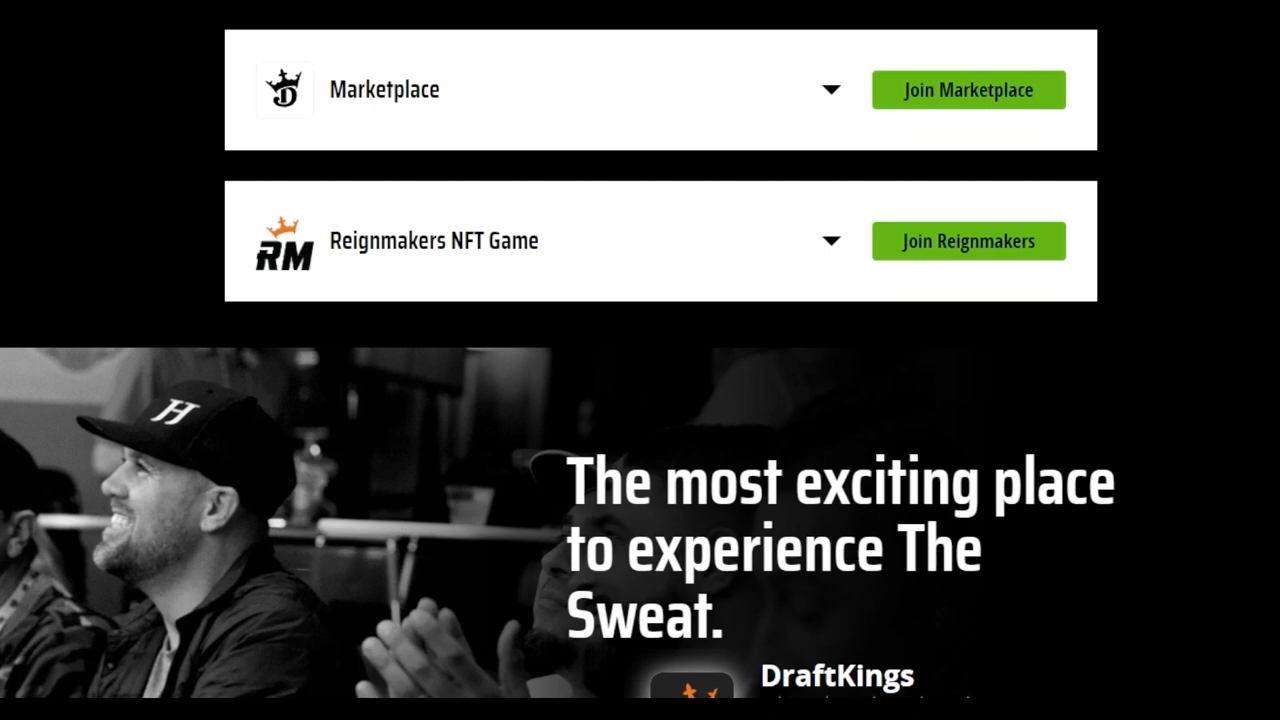 Marketplace
Join Marketplace
RM
Reignmakers NFT Game
Join Reignmakers
H
The most exciting place
to experience The
Sweat.
DraftKings